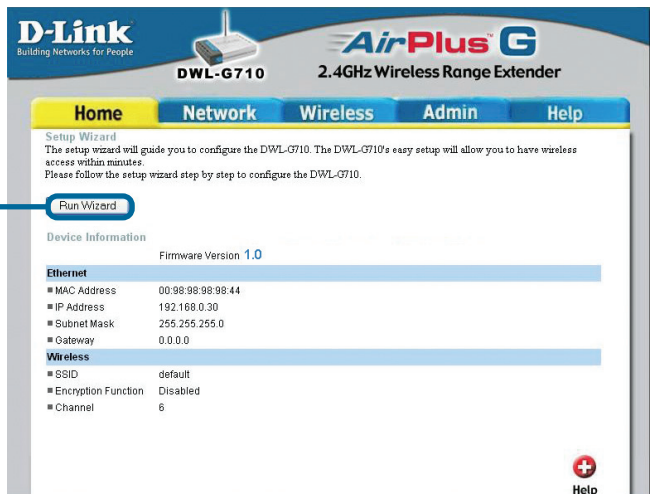 D-Link
Building Networks for People
DWL-G710
AirPlus G
2.4GHz Wireless Range Extender
Home Network Wireless Admin Help
Setup Wizard
The setup wizard will guide you to configure the DWL-G710. The DWL-G710's easy setup will allow you to have wireless
access within minutes.
Please follow the setup wizard step by step to configure the DWL-G710.
Run Wizard
Device Information
Firmware Version 1.0
Ethernet
MAC Address 00:98:98:98:98:44
IP Address 192.168.0.30
Subnet Mask 255.255.255.0
Gateway 0.0.0.0
Wireless
SSID default
Encryption Function Disabled
Channel 6
Help